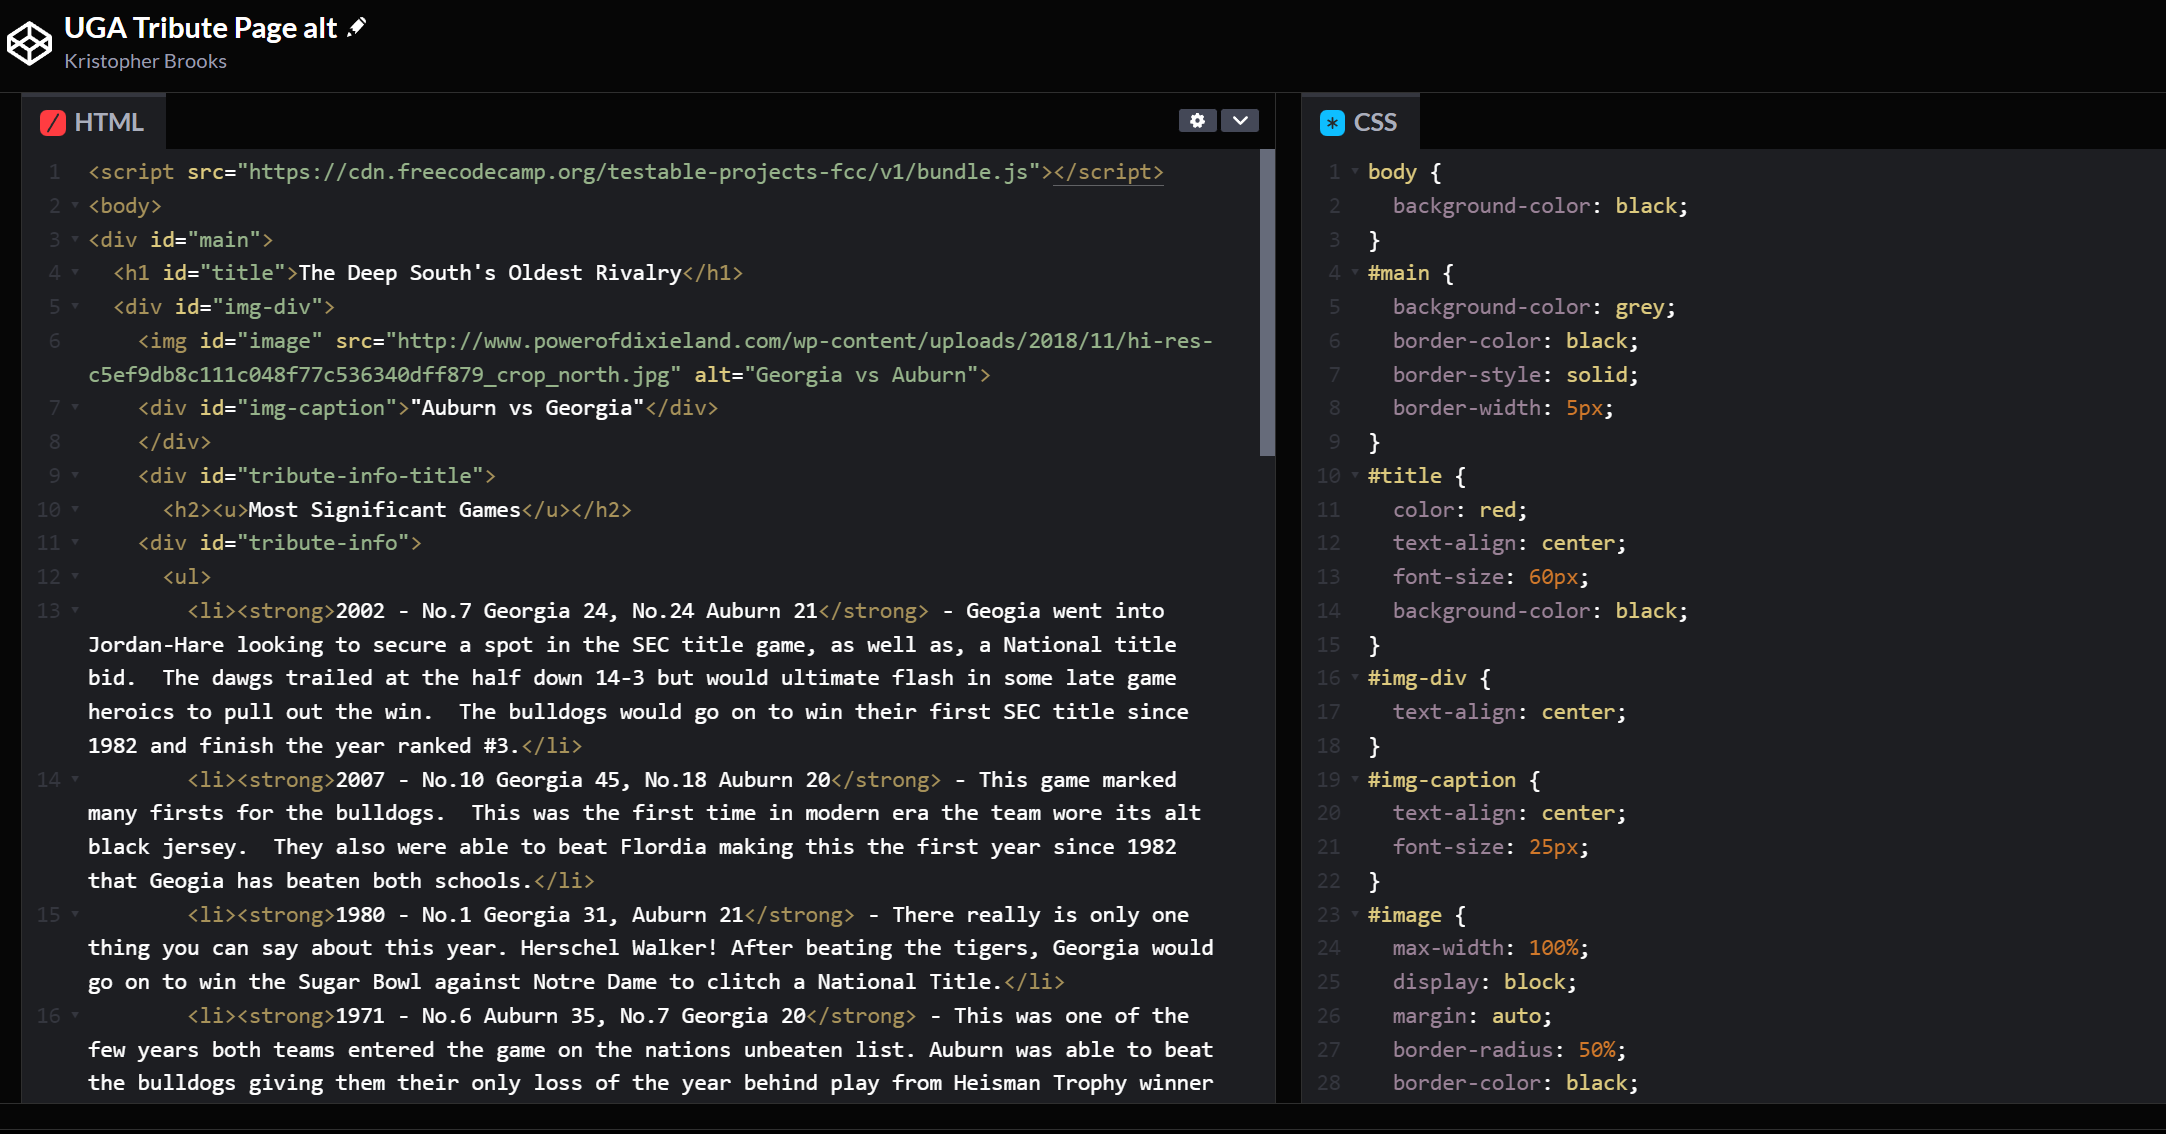 UGA Tribute Page alt
Kristopher Brooks
HTML
1 <script src="https://cdn.freecodecamp.org/testable-projects-fcc/v1/bundle.js"></script>
2 <body>
3 <div id="main">
4 <h1 id="title">The Deep South's Oldest Rivalry</h1>
5 <div id="img-div">
6 <img id="image" src="http://www.powerofdixieland.com/wp-content/uploads/2018/11/hi-res-
c5ef9db8c111c048f77c536340dff879_crop_north.jpg" alt="Georgia vs Auburn">
7 <div id="img-caption">"Auburn vs Georgia"</div>
8 </div>
9 <div id="tribute-info-title">
10 <h2><u>Most Significant Games</u></h2>
11 <div id="tribute-info">
12 <ul>
13 <li><strong>2002 - No.7 Georgia 24, No.24 Auburn 21</strong> - Geogia went into
Jordan-Hare looking to secure a spot in the SEC title game, as well as, a National title
bid.  The dawgs trailed at the half down 14-3 but would ultimate flash in some late game
heroics to pull out the win.  The bulldogs would go on to win their first SEC title since
1982 and finish the year ranked #3.</li>
14 <li><strong>2007 - No.10 Georgia 45, No.18 Auburn 20</strong> - This game marked
many firsts for the bulldogs.  This was the first time in modern era the team wore its alt
black jersey.  They also were able to beat Flordia making this the first year since 1982
that Geogia has beaten both schools.</li>
15 <li><strong>1980 - No.1 Georgia 31, Auburn 21</strong> - There really is only one
thing you can say about this year. Herschel Walker! After beating the tigers, Georgia would
go on to win the Sugar Bowl against Notre Dame to clitch a National Title.</li>
16 <li><strong>1971 - No.6 Auburn 35, No.7 Georgia 20</strong> - This was one of the
few years both teams entered the game on the nations unbeaten list. Auburn was able to beat
the bulldogs giving them their only loss of the year behind play from Heisman Trophy winner
CSS
1 body {
2 background-color: black;
3 }
4 #main {
5 background-color: grey;
6 border-color: black;
7 border-style: solid;
8 border-width: 5px;
9 }
10 #title {
11 color: red;
12 text-align: center;
13 font-size: 60px;
14 background-color: black;
15 }
16 #img-div {
17 text-align: center;
18 }
19 #img-caption {
20 text-align: center;
21 font-size: 25px;
22 }
23 #image {
24 max-width: 100%;
25 display: block;
26 margin: auto;
27 border-radius: 50%;
28 border-color: black;